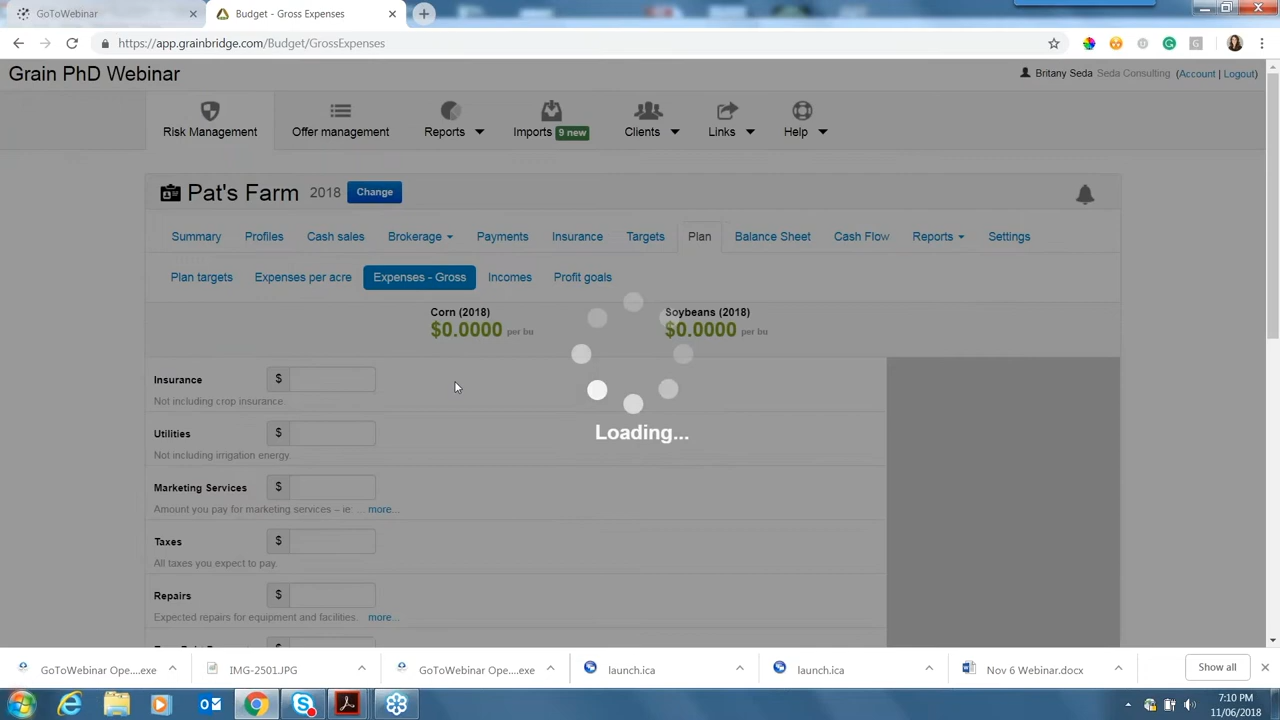 GoToWebinar
Budget - Gross Expenses
https://app.grainbridge.com/Budget/GrossExpenses
Grain PhD Webinar
Britany Seda Seda Consulting (Account | Logout)
Risk Management
Offer management
Reports
Imports 9 new
Clients
Links
Help
Pat's Farm 2018 Change
Summary Profiles Cash sales Brokerage Payments Insurance Targets Plan Balance Sheet Cash Flow Reports Settings
Plan targets Expenses per acre Expenses - Gross Incomes Profit goals
Corn (2018) Soybeans (2018)
$0.0000 per bu $0.0000 per bu
Insurance $
Not including crop insurance.
Loading...
Utilities $
Not including irrigation energy.
Marketing Services $
Amount you pay for marketing services – ie: ... more...
Taxes $
All taxes you expect to pay.
Repairs $
Expected repairs for equipment and facilities. more...
GoToWebinar Ope....exe IMG-2501.JPG GoToWebinar Ope....exe launch.ica launch.ica Nov 6 Webinar.docx Show all
7:10 PM
11/06/2018